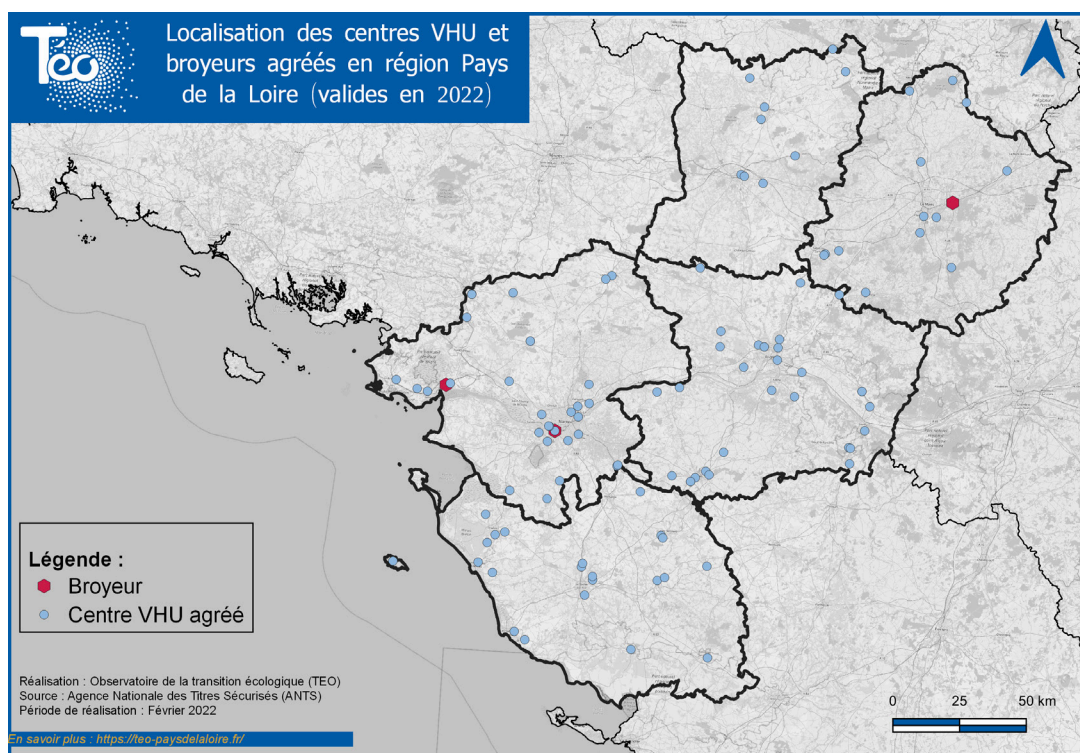 Téo
Localisation des centres VHU et
broyeurs agréés en région Pays
de la Loire (valides en 2022)
Légende :
Broyeur
Centre VHU agréé
Réalisation : Observatoire de la transition écologique (TEO)
Source : Agence Nationale des Titres Sécurisés (ANTS)
Période de réalisation : Février 2022
En savoir plus : https://teo-paysdelaloire.fr/
0 25 50 km